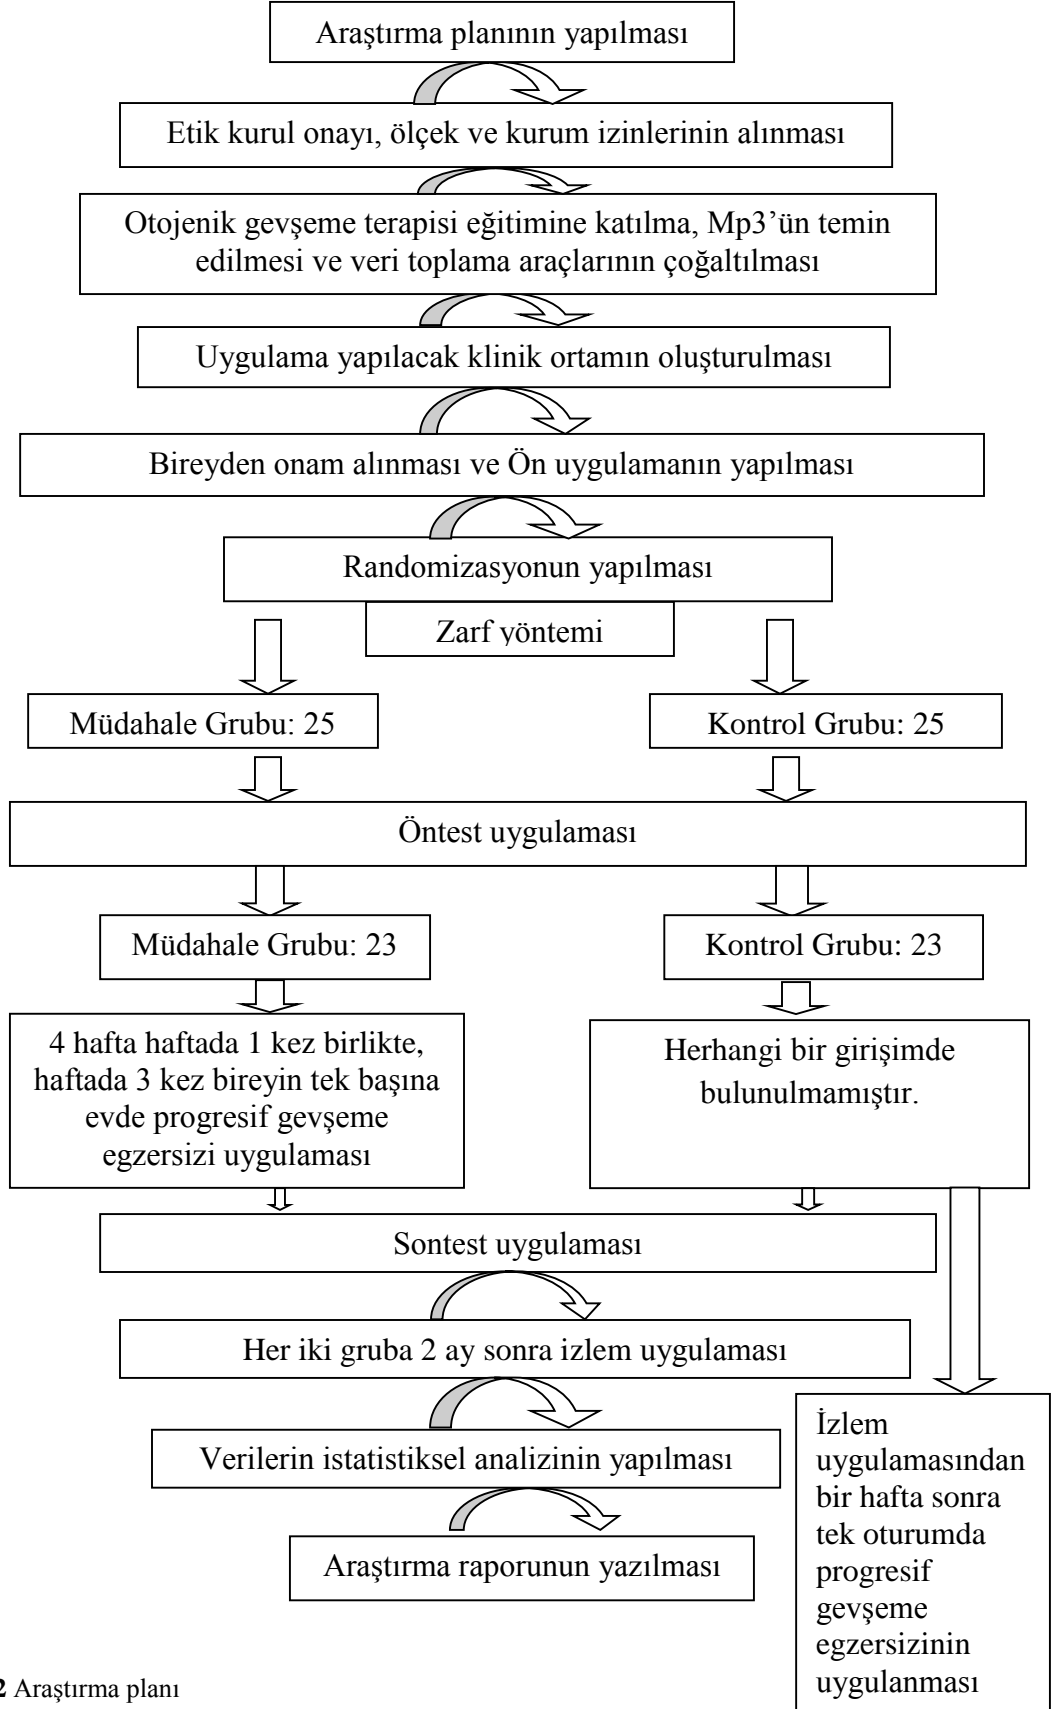 Araştırma planının yapılması
Etik kurul onayı, ölçek ve kurum izinlerinin alınması
Otojenik gevşeme terapisi eğitimine katılma, Mp3’ün temin
edilmesi ve veri toplama araçlarının çoğaltılması
Uygulama yapılacak klinik ortamın oluşturulması
Bireyden onam alınması ve Ön uygulamanın yapılması
Randomizasyonun yapılması
Zarf yöntemi
Müdahale Grubu: 25
Kontrol Grubu: 25
Öntest uygulaması
Müdahale Grubu: 23
Kontrol Grubu: 23
4 hafta haftada 1 kez birlikte,
haftada 3 kez bireyin tek başına
evde progresif gevşeme
egzersizi uygulaması
Herhangi bir girişimde
bulunulmamıştır.
Sontest uygulaması
Her iki gruba 2 ay sonra izlem uygulaması
Verilerin istatistiksel analizinin yapılması
Araştırma raporunun yazılması
İzlem
uygulamasından
bir hafta sonra
tek oturumda
progresif
gevşeme
egzersizinin
uygulanması
2 Araştırma planı